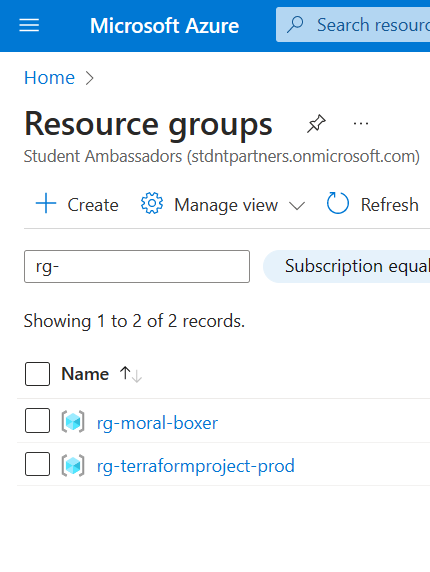 Microsoft Azure
Search resourc
Home
Resource groups
Student Ambassadors (stdntpartners.onmicrosoft.com)
Create
Manage view
Refresh
rg-
Subscription equal
Showing 1 to 2 of 2 records.
Name
rg-moral-boxer
rg-terraformproject-prod